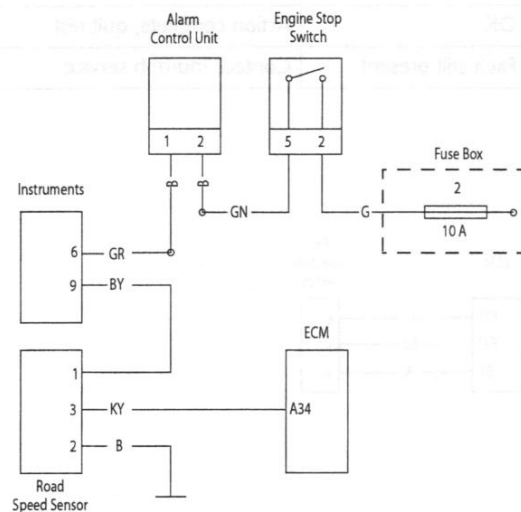 Alarm
Control Unit
Engine Stop
Switch
1 2
5 2
Fuse Box
2
10 A
GN
G
Instruments
6
GR
9
BY
ECM
1
3
KY
A34
2
B
Road
Speed Sensor